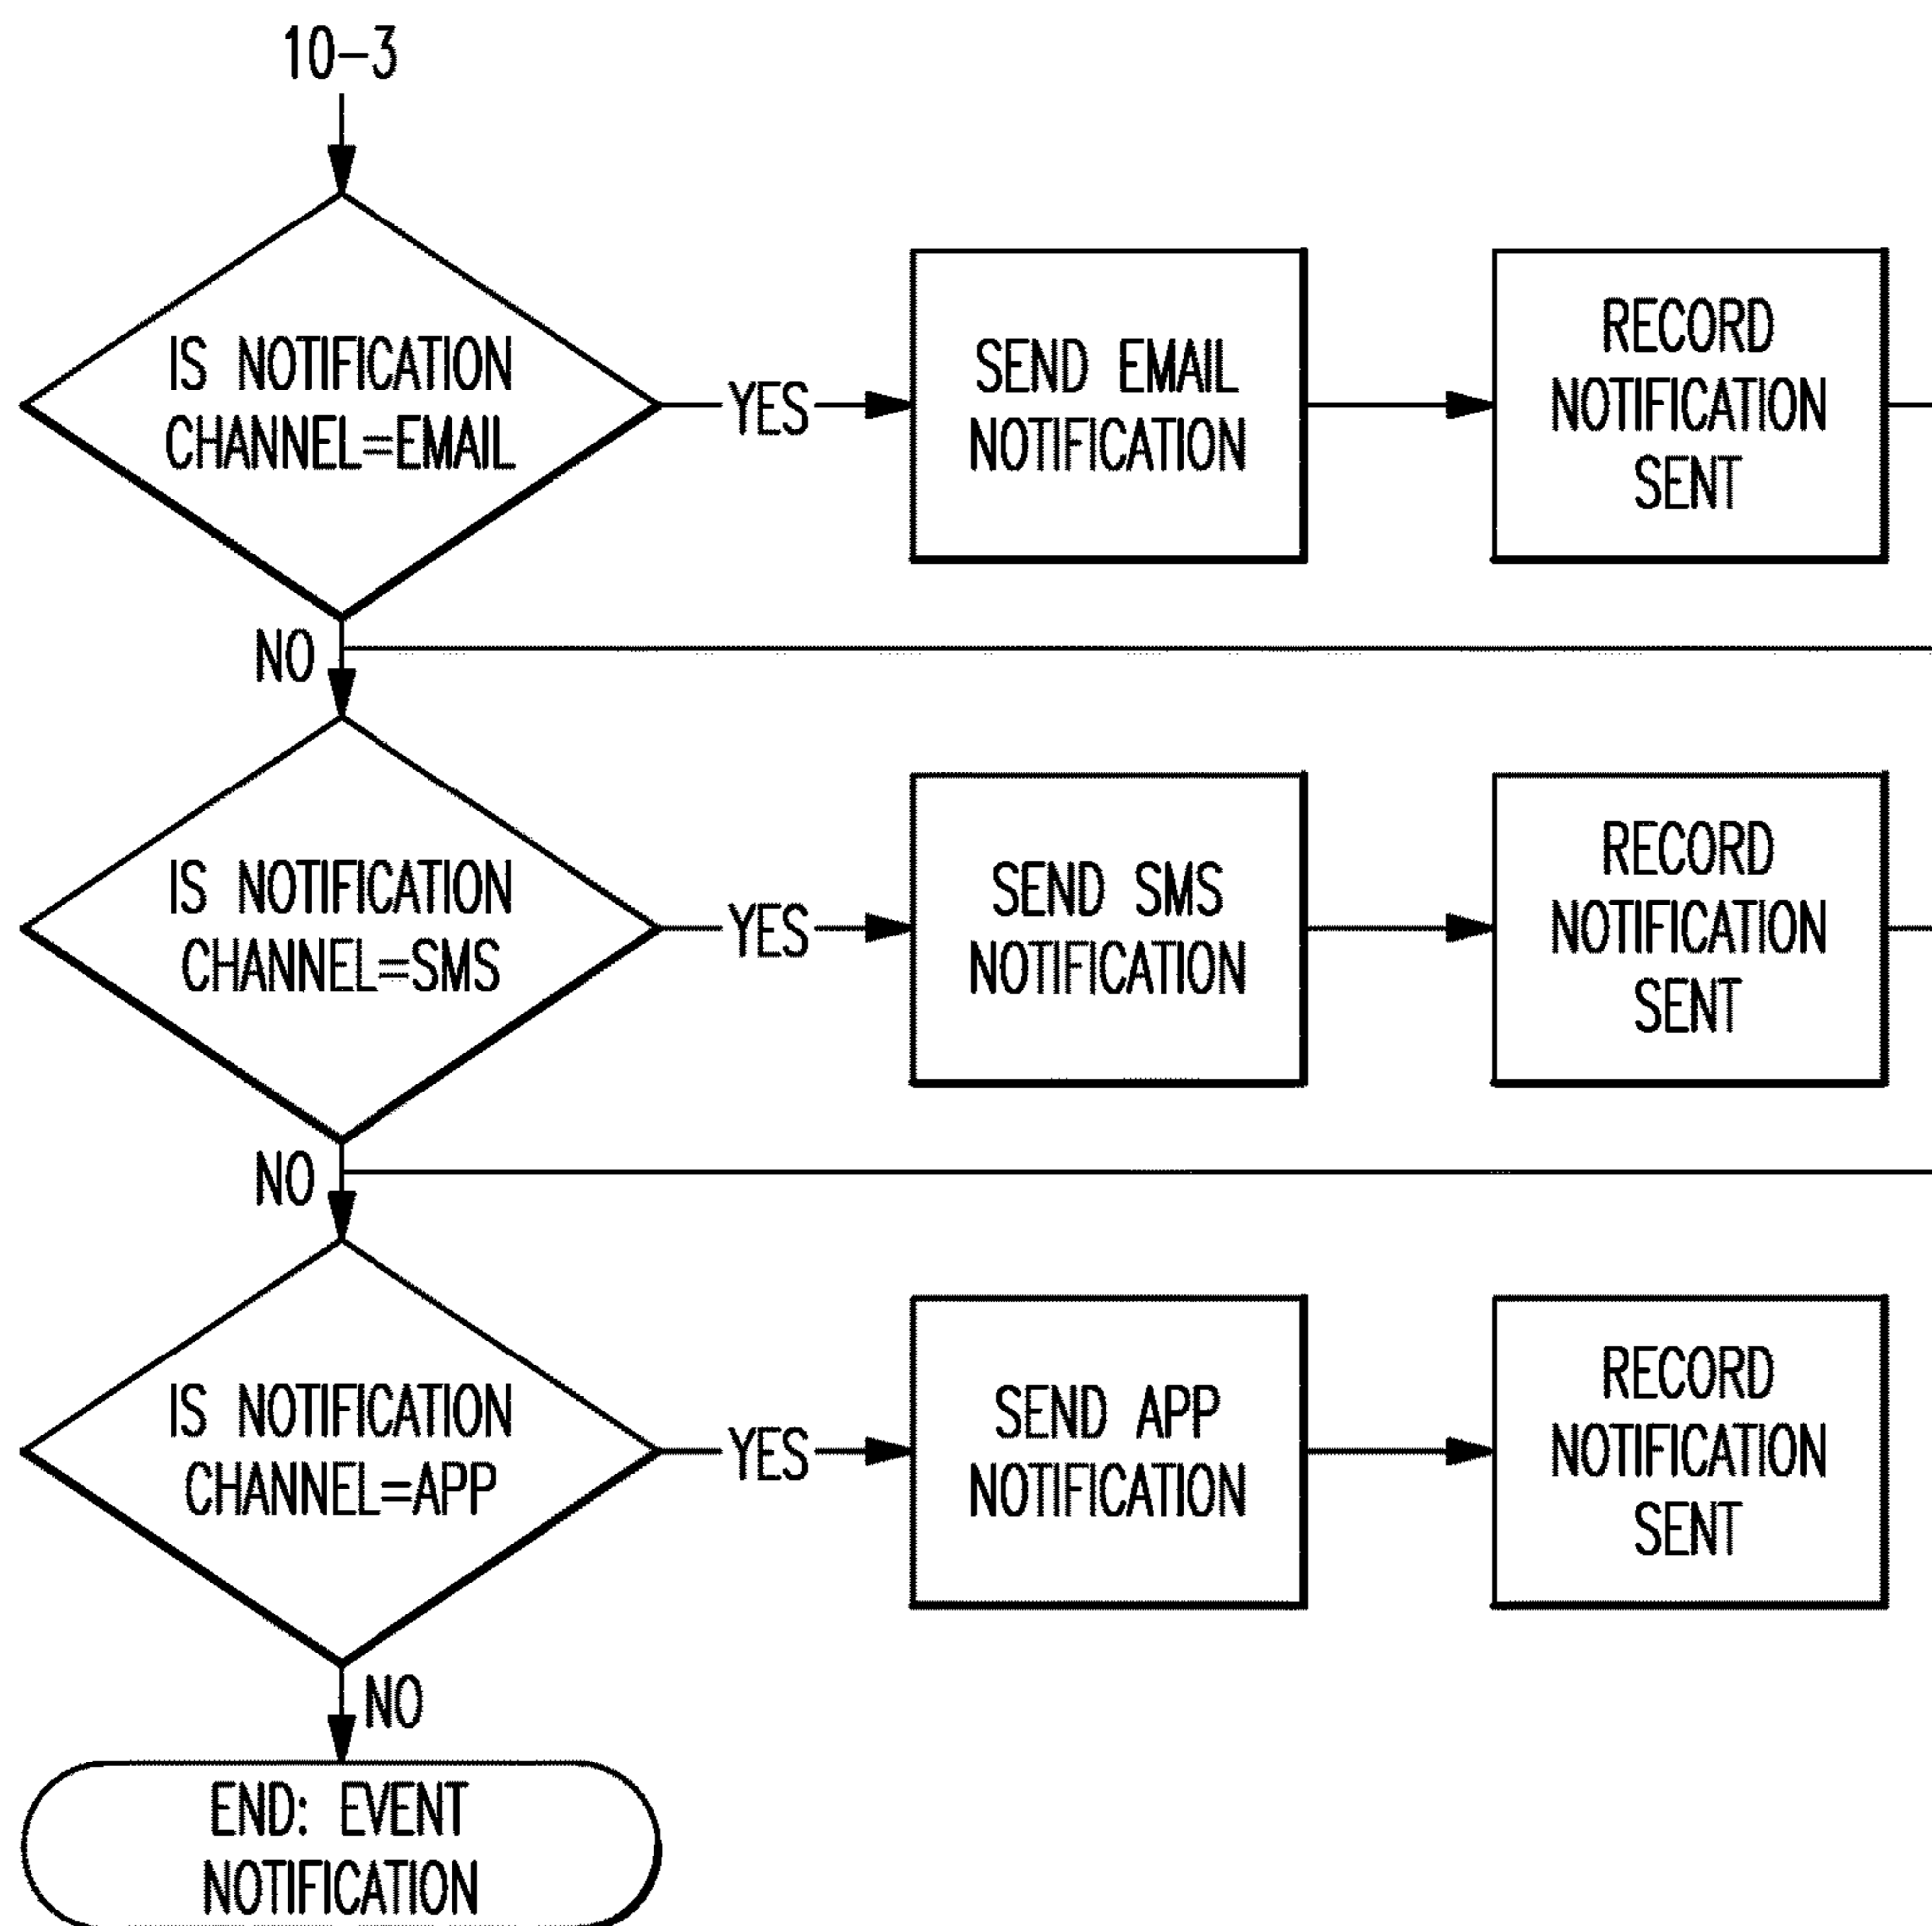 10-3
IS NOTIFICATION
CHANNEL=EMAIL
YES
SEND EMAIL
NOTIFICATION
RECORD
NOTIFICATION
SENT
NO
IS NOTIFICATION
CHANNEL=SMS
YES
SEND SMS
NOTIFICATION
RECORD
NOTIFICATION
SENT
NO
IS NOTIFICATION
CHANNEL=APP
YES
SEND APP
NOTIFICATION
RECORD
NOTIFICATION
SENT
NO
END: EVENT
NOTIFICATION